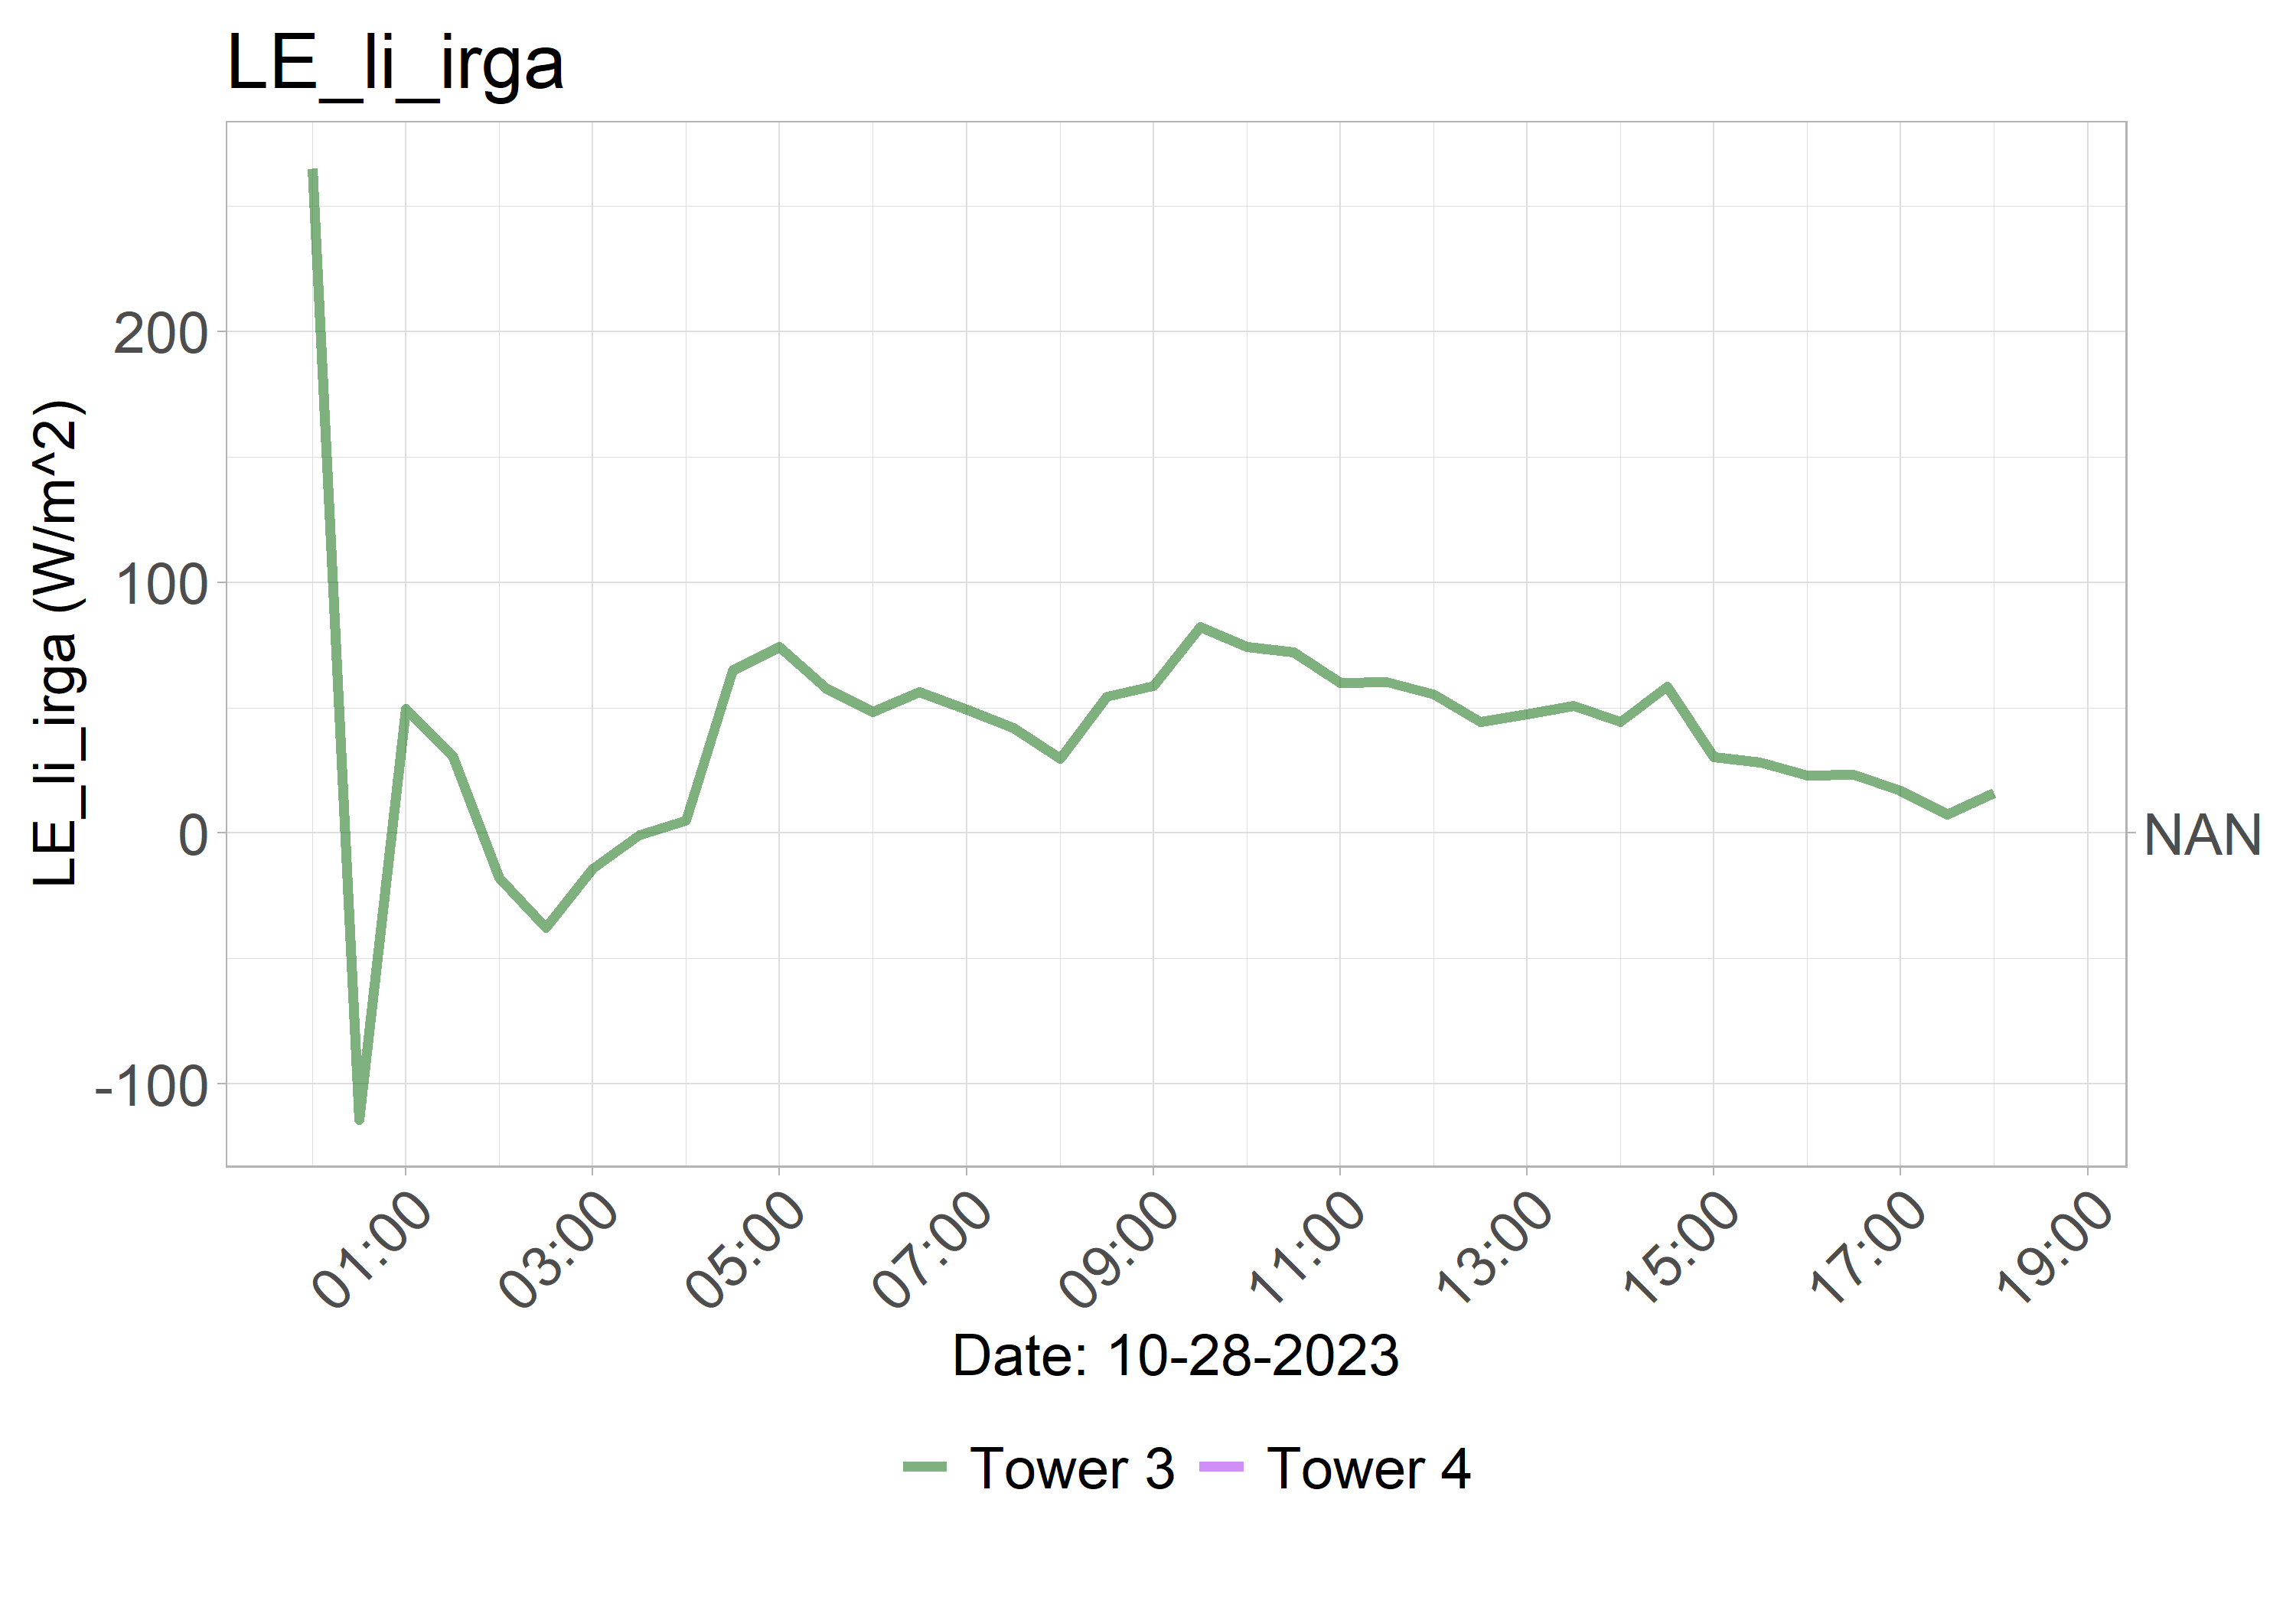 LE_li_irga
LE_li_irga (W/m^2)
200
100
0
-100
NAN
01:00 03:00 05:00 07:00 09:00 11:00 13:00 15:00 17:00 19:00
Date: 10-28-2023
Tower 3 Tower 4